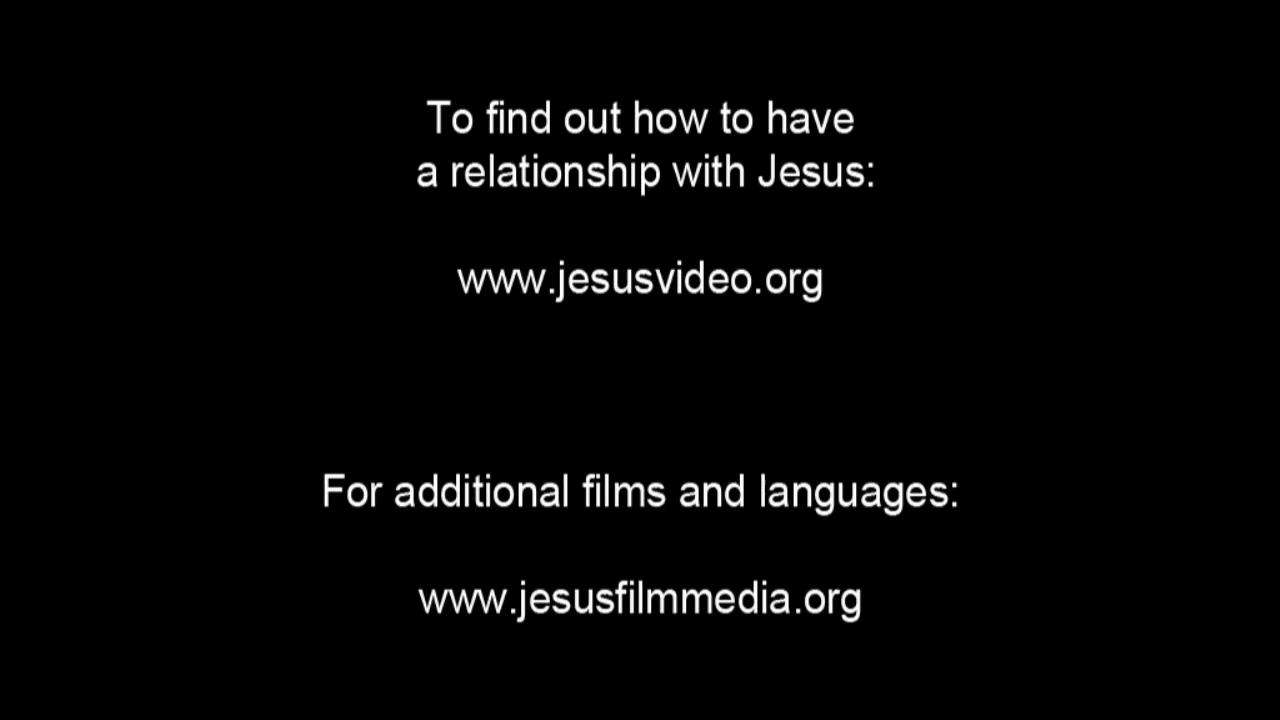 To find out how to have
a relationship with Jesus:
www.jesusvideo.org
For additional films and languages:
www.jesusfilmmedia.org